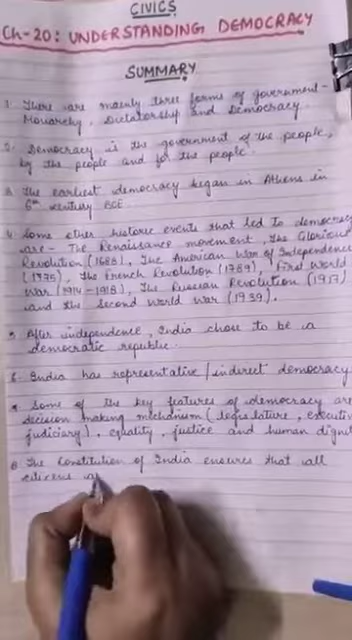 CIVICS
Ch-20: UNDERSTANDING DEMOCRACY
SUMMARY
1. There are mainly three forms of government-
Monarchy, Dictatorship and Democracy.
2. Democracy is the government of the people,
by the people and for the people.
3. The earliest democracy began in Athens in
6th century BCE.
4. Some other historic events that led to democracy
are- The Renaissance movement, The Glorious
Revolution (1688), The American War of Independence
(1775), The French Revolution (1789), First World
War (1914-1918), The Russian Revolution (1917)
and the Second World War (1939).
5. After independence, India chose to be a
democratic republic.
6. India has representative/indirect democracy
7. Some of the key features of democracy are
decision making mechanism (legislature, executive
judiciary), equality, justice and human dignit
8. The Constitution of India ensures that all
citizens